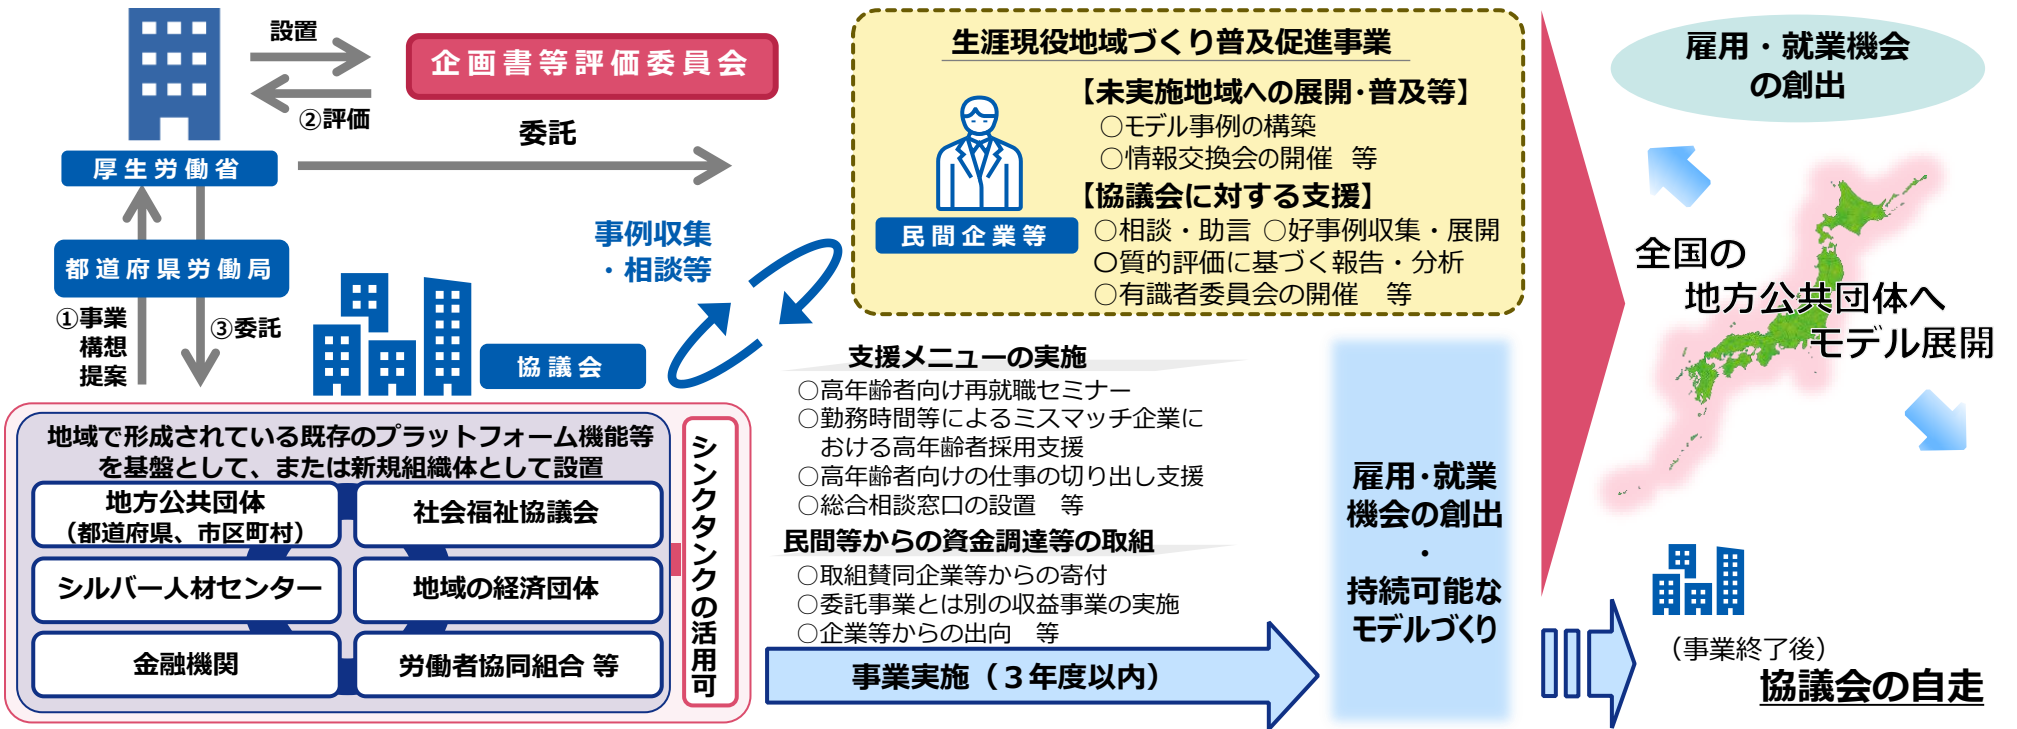 設置
企画書等評価委員会
②評価
委託
厚生労働省
都道府県労働局
①事業
構想
提案
③委託
事例収集
・相談等
協議会
地域で形成されている既存のプラットフォーム機能等
を基盤として、または新規組織体として設置
地方公共団体
（都道府県、市区町村）
社会福祉協議会
シルバー人材センター
地域の経済団体
金融機関
労働者協同組合 等
シンクタンクの活用可
生涯現役地域づくり普及促進事業
【未実施地域への展開・普及等】
○モデル事例の構築
○情報交換会の開催　等
【協議会に対する支援】
○相談・助言 ○好事例収集・展開
○質的評価に基づく報告・分析
○有識者委員会の開催　等
民間企業等
支援メニューの実施
○高年齢者向け再就職セミナー
○勤務時間等によるミスマッチ企業に
おける高年齢者採用支援
○高年齢者向けの仕事の切り出し支援
○総合相談窓口の設置　等
民間等からの資金調達等の取組
○取組賛同企業等からの寄付
○委託事業とは別の収益事業の実施
○企業等からの出向　等
事業実施（３年度以内）
雇用・就業
機会の創出
・
持続可能な
モデルづくり
雇用・就業機会
の創出
全国の
地方公共団体へ
モデル展開
（事業終了後）
協議会の自走